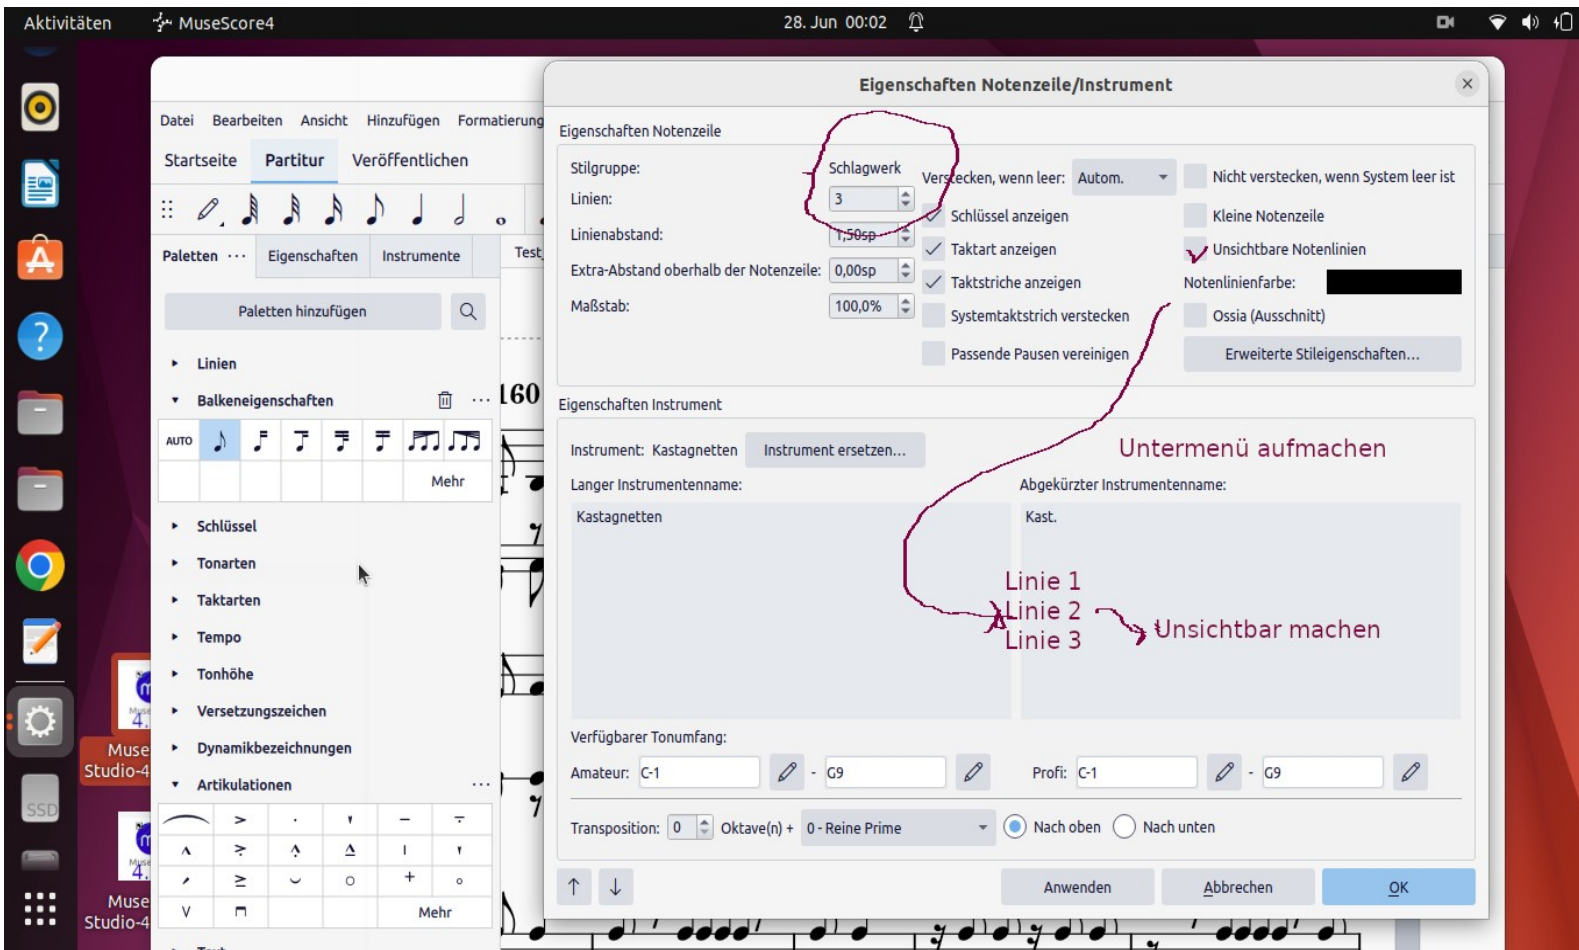 Aktivitäten MuseScore4 28. Jun 00:02
Eigenschaften Notenzeile/Instrument
Datei Bearbeiten Ansicht Hinzufügen Formatierung
Startseite Partitur Veröffentlichen
Paletten ... Eigenschaften Instrumente Test_
Paletten hinzufügen
Linien
Balkeneigenschaften ...
AUTO
Mehr
Schlüssel
Tonarten
Taktarten
Tempo
Tonhöhe
Versetzungszeichen
Dynamikbezeichnungen
Artikulationen ...
Mehr
160
Eigenschaften Notenzeile
Stilgruppe: Schlagwerk
Linien: 3
Linienabstand: 1,50sp
Extra-Abstand oberhalb der Notenzeile: 0,00sp
Maßstab: 100,0%
Verstecken, wenn leer: Autom.
Schlüssel anzeigen
Taktart anzeigen
Taktstriche anzeigen
Systemtaktstrich verstecken
Passende Pausen vereinigen
Nicht verstecken, wenn System leer ist
Kleine Notenzeile
Unsichtbare Notenlinien
Notenlinienfarbe:
Ossia (Ausschnitt)
Erweiterte Stileigenschaften...
Eigenschaften Instrument
Instrument: Kastagnetten Instrument ersetzen...
Untermenü aufmachen
Langer Instrumentenname: Abgekürzter Instrumentenname:
Kastagnetten Kast.
Linie 1
Linie 2
Linie 3
Unsichtbar machen
Verfügbarer Tonumfang:
Amateur: C-1 - G9 Profi: C-1 - G9
Transposition: 0 Oktave(n) + 0 - Reine Prime Nach oben Nach unten
Anwenden Abbrechen OK
Muse
Studio-4
SSD
Muse
Studio-4